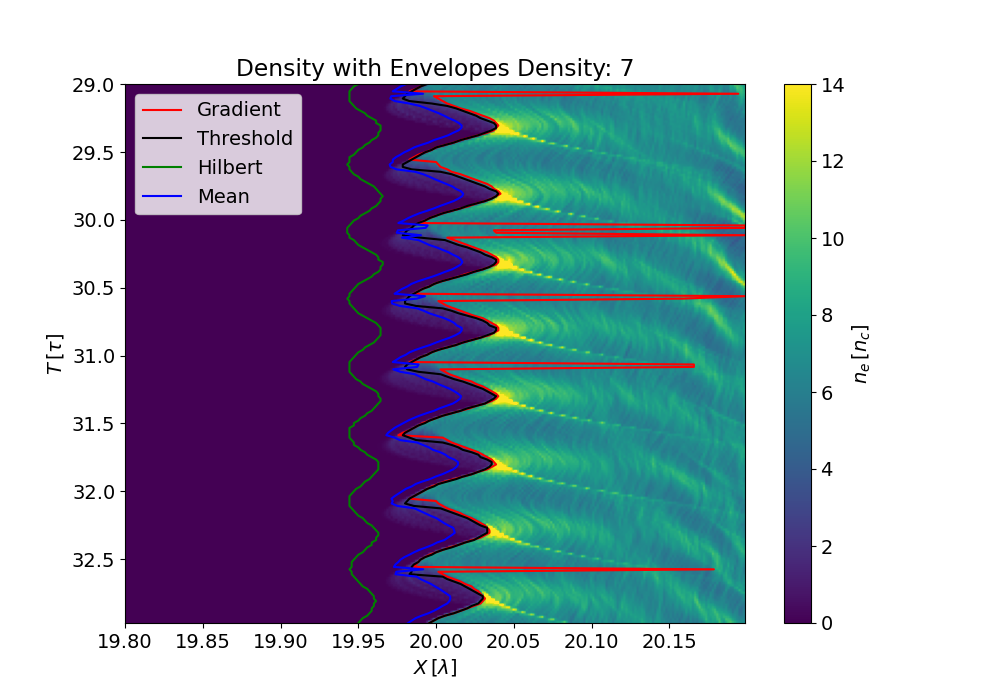 Density with Envelopes Density: 7
Gradient
Threshold
Hilbert
Mean
29.0
29.5
30.0
30.5
31.0
31.5
32.0
32.5
T [τ]
19.80 19.85 19.90 19.95 20.00 20.05 20.10 20.15
X [λ]
14
12
10
8
6
4
2
0
nₑ [n_c]